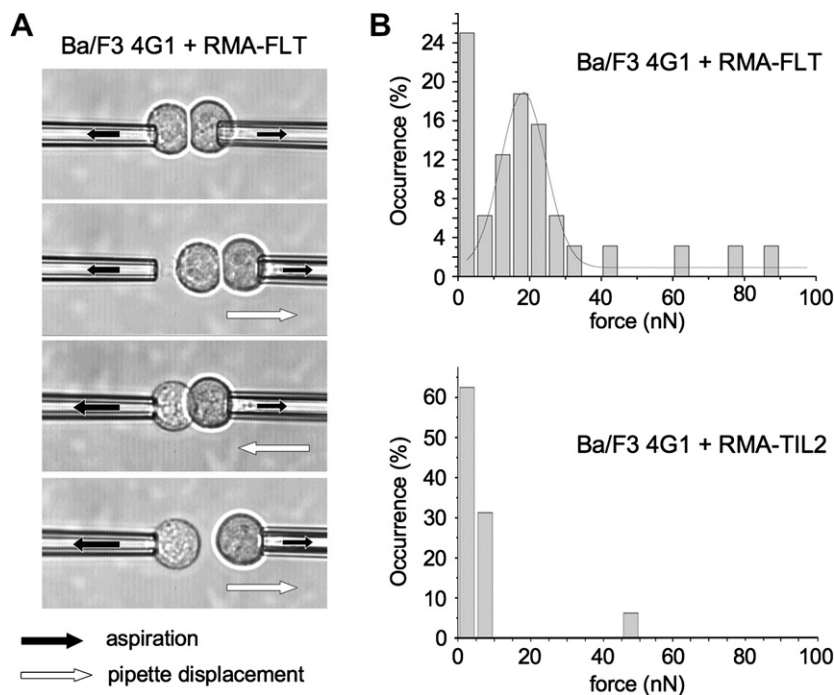 A
Ba/F3 4G1 + RMA-FLT
aspiration
pipette displacement
B
Ba/F3 4G1 + RMA-FLT
Occurrence (%)
24
20
16
12
8
4
0
0 20 40 60 80 100
force (nN)
Ba/F3 4G1 + RMA-TIL2
Occurrence (%)
60
50
40
30
20
10
0
0 20 40 60 80 100
force (nN)